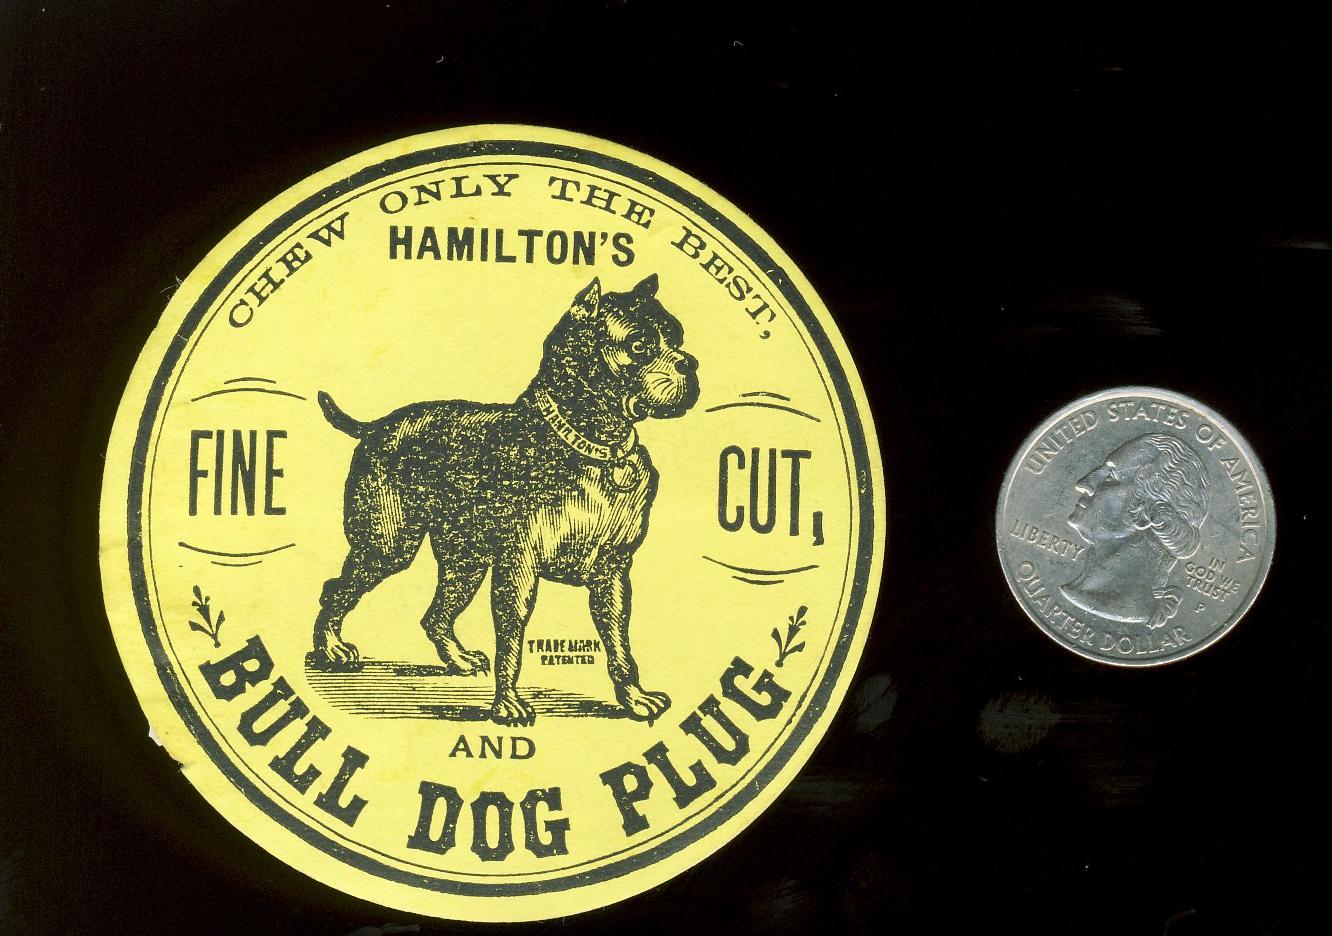 CHEW ONLY THE BEST,
HAMILTON'S
FINE CUT,
HAMILTON'S
TRADE MARK
PATENTED
AND
BULL DOG PLUG
UNITED STATES OF AMERICA
LIBERTY
IN
GOD WE
TRUST
P
QUARTER DOLLAR